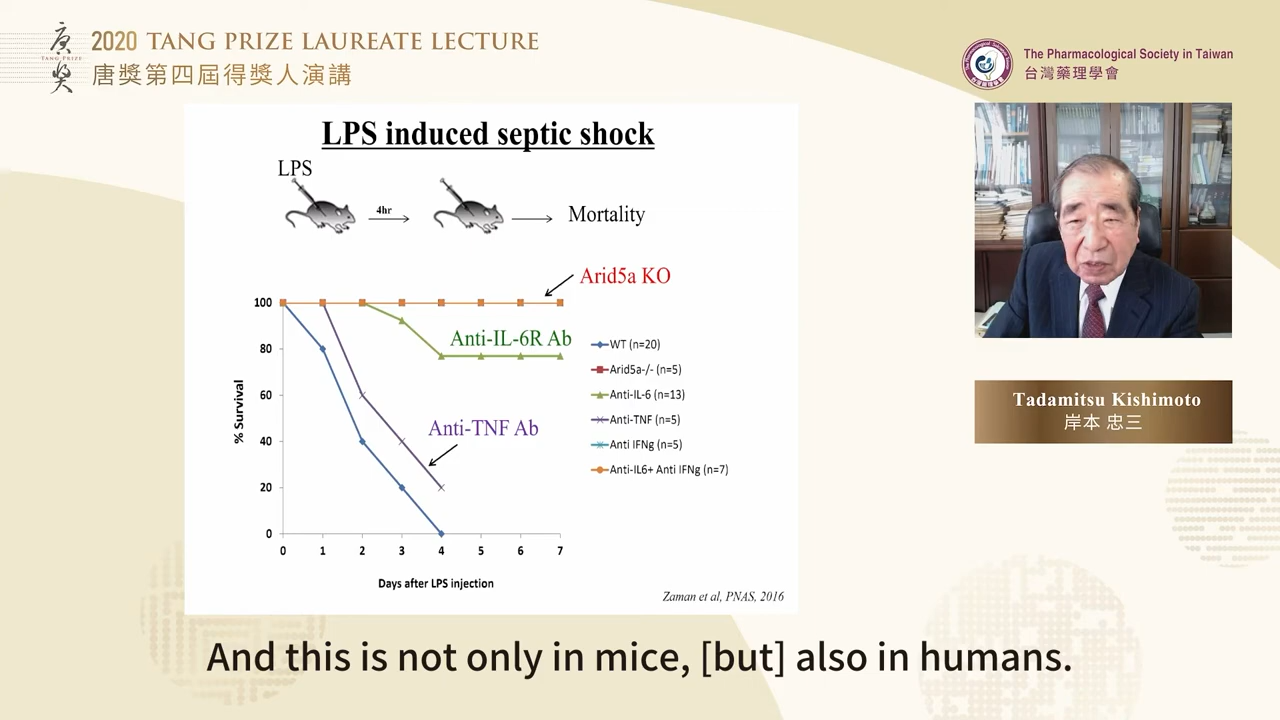 庚
TANG PRIZE
奬
2020 TANG PRIZE LAUREATE LECTURE
唐獎第四屆得獎人演講
The Pharmacological Society in Taiwan
台灣藥理學會
LPS induced septic shock
LPS
4hr
Mortality
Arid5a KO
Anti-IL-6R Ab
Anti-TNF Ab
% Survival
100
80
60
40
20
0
0 1 2 3 4 5 6 7
Days after LPS injection
WT (n=20)
Arid5a-/- (n=5)
Anti-IL-6 (n=13)
Anti-TNF (n=5)
Anti IFNg (n=5)
Anti-IL6+ Anti IFNg (n=7)
Zaman et al, PNAS, 2016
Tadamitsu Kishimoto
岸本 忠三
And this is not only in mice, [but] also in humans.